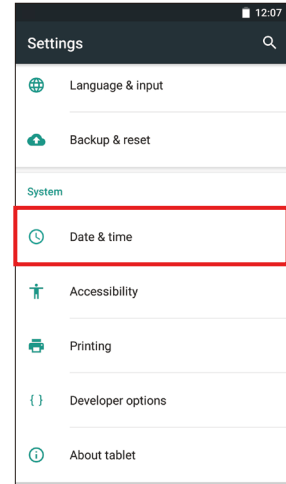 12:07
Settings
Language & input
Backup & reset
System
Date & time
Accessibility
Printing
{ } Developer options
About tablet